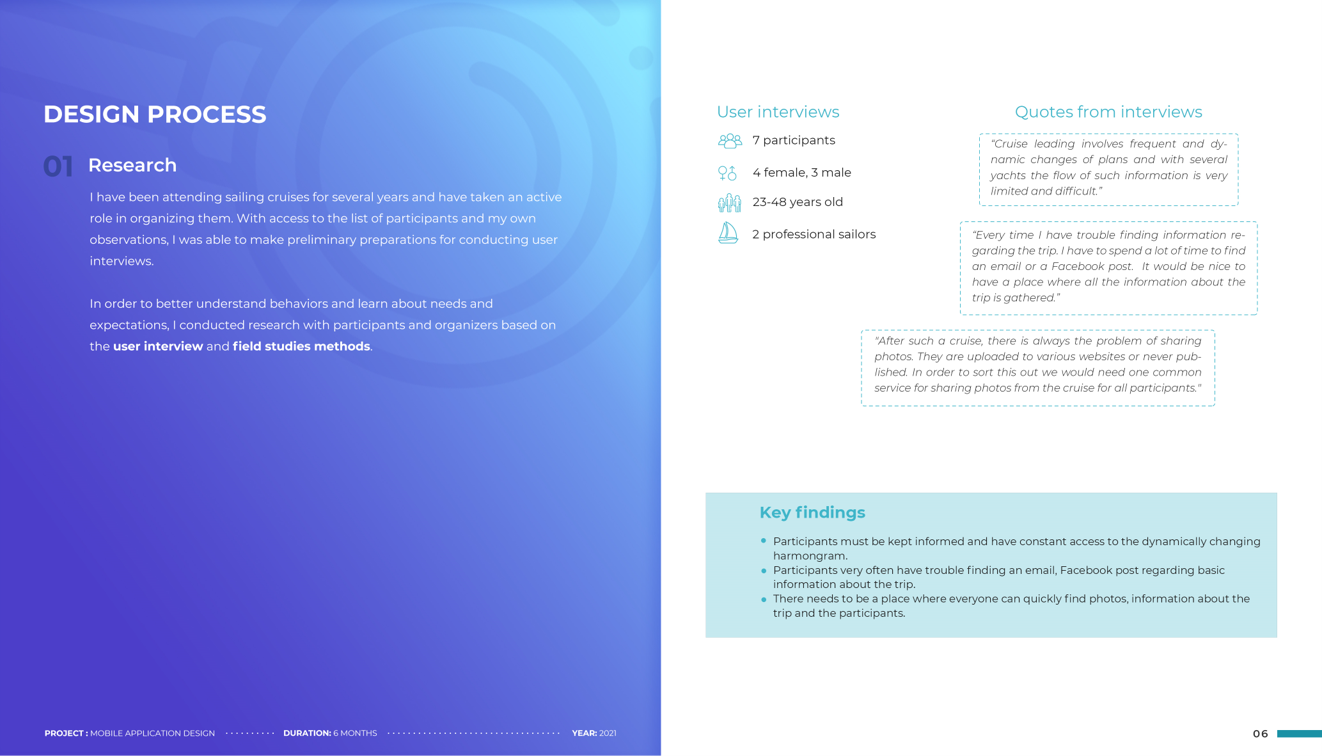 DESIGN PROCESS
01 Research
I have been attending sailing cruises for several years and have taken an active
role in organizing them. With access to the list of participants and my own
observations, I was able to make preliminary preparations for conducting user
interviews.
In order to better understand behaviors and learn about needs and
expectations, I conducted research with participants and organizers based on
the user interview and field studies methods.
PROJECT : MOBILE APPLICATION DESIGN ·········· DURATION: 6 MONTHS ·································· YEAR: 2021
User interviews
7 participants
4 female, 3 male
23-48 years old
2 professional sailors
Quotes from interviews
“Cruise leading involves frequent and dy-
namic changes of plans and with several
yachts the flow of such information is very
limited and difficult.”
“Every time I have trouble finding information re-
garding the trip. I have to spend a lot of time to find
an email or a Facebook post. It would be nice to
have a place where all the information about the
trip is gathered.”
"After such a cruise, there is always the problem of sharing
photos. They are uploaded to various websites or never pub-
lished. In order to sort this out we would need one common
service for sharing photos from the cruise for all participants."
Key findings
• Participants must be kept informed and have constant access to the dynamically changing
harmongram.
• Participants very often have trouble finding an email, Facebook post regarding basic
information about the trip.
• There needs to be a place where everyone can quickly find photos, information about the
trip and the participants.
06